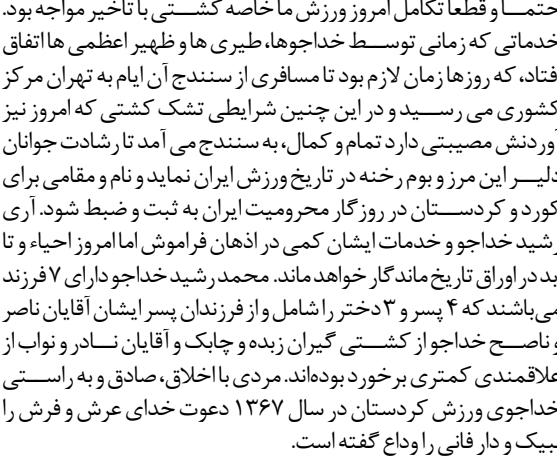 حتما و قطعا تکامل امروز ورزش ما خاصه کشتی با تاخیر مواجه بود.
خدماتی که زمانی توسط خداجوها، طیری ها و ظهیر اعظمی ها اتفاق
فتاد، که روزها زمان لازم بود تا مسافری از سنندج آن ایام به تهران مرکز
کشوری می رسید و در این چنین شرایطی تشک کشتی که امروز نیز
آوردنش مصیبتی دارد تمام و کمال، به سنندج می آمد تا رشادت جوانان
دلیر این مرز و بوم رخنه در تاریخ ورزش ایران نماید و نام و مقامی برای
کورد و کردستان در روزگار محرومیت ایران به ثبت و ضبط شود. آری
رشید خداجو و خدمات ایشان کمی در اذهان فراموش اما امروز احیاء و تا
بد در اوراق تاریخ ماندگار خواهد ماند. محمد رشید خداجو دارای ۷ فرزند
می‌باشند که ۴ پسر و ۳ دختر را شامل و از فرزندان پسر ایشان آقایان ناصر
و ناصح خداجو از کشتی گیران زبده و چابک و آقایان نادر و نواب از
علاقمندی کمتری برخورد بوده‌اند. مردی با اخلاق، صادق و به راستی
خداجوی ورزش کردستان در سال ۱۳۶۷ دعوت خدای عرش و فرش را
لبیک و دار فانی را وداع گفته است.